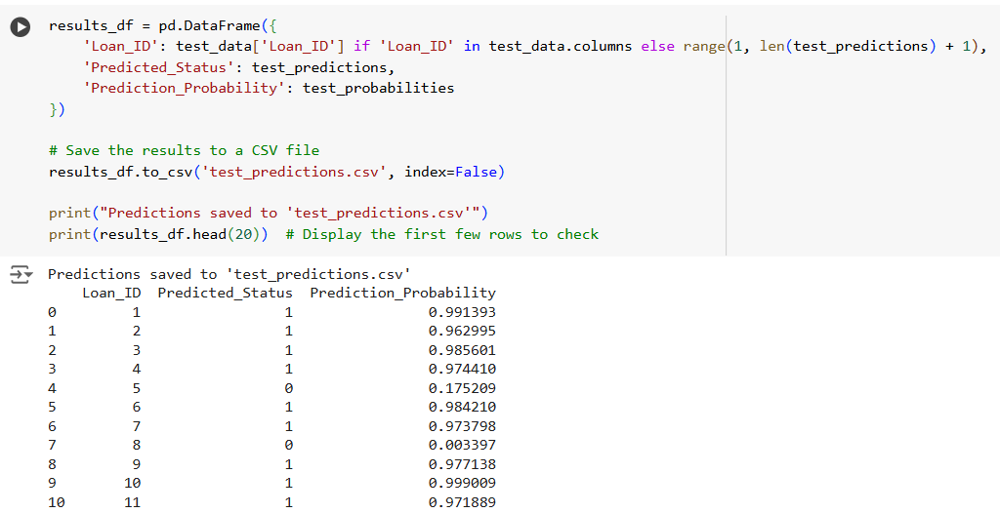 results_df = pd.DataFrame({
    'Loan_ID': test_data['Loan_ID'] if 'Loan_ID' in test_data.columns else range(1, len(test_predictions) + 1),
    'Predicted_Status': test_predictions,
    'Prediction_Probability': test_probabilities
})
# Save the results to a CSV file
results_df.to_csv('test_predictions.csv', index=False)
print("Predictions saved to 'test_predictions.csv'")
print(results_df.head(20))  # Display the first few rows to check
Predictions saved to 'test_predictions.csv'
    Loan_ID  Predicted_Status  Prediction_Probability
0         1                 1                0.991393
1         2                 1                0.962995
2         3                 1                0.985601
3         4                 1                0.974410
4         5                 0                0.175209
5         6                 1                0.984210
6         7                 1                0.973798
7         8                 0                0.003397
8         9                 1                0.977138
9        10                 1                0.999009
10       11                 1                0.971889